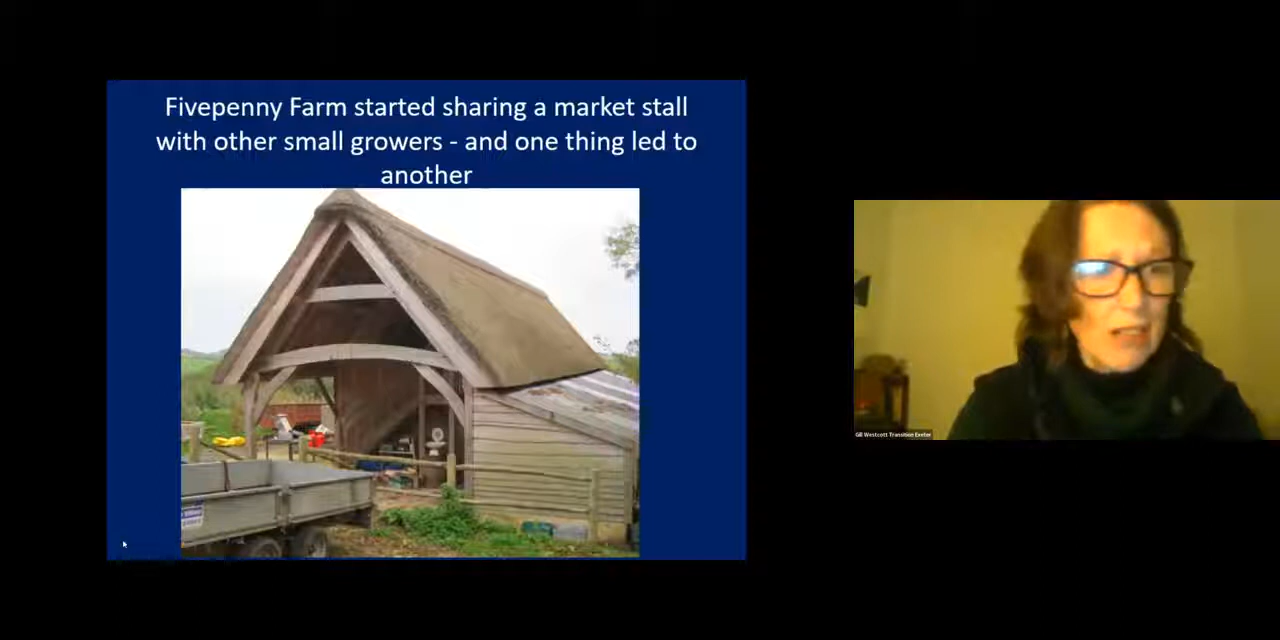 Fivepenny Farm started sharing a market stall
with other small growers - and one thing led to
another
Gill Westcott Transition Exeter